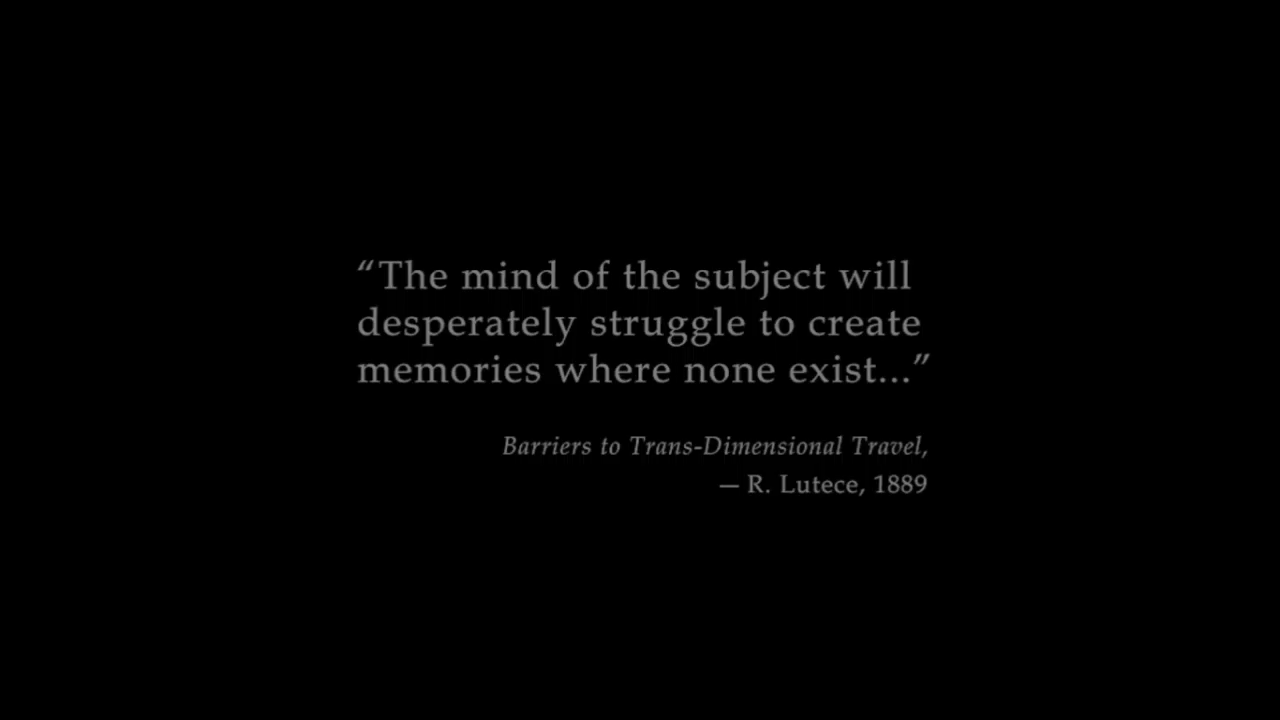 “The mind of the subject will
desperately struggle to create
memories where none exist...”
Barriers to Trans-Dimensional Travel,
— R. Lutece, 1889